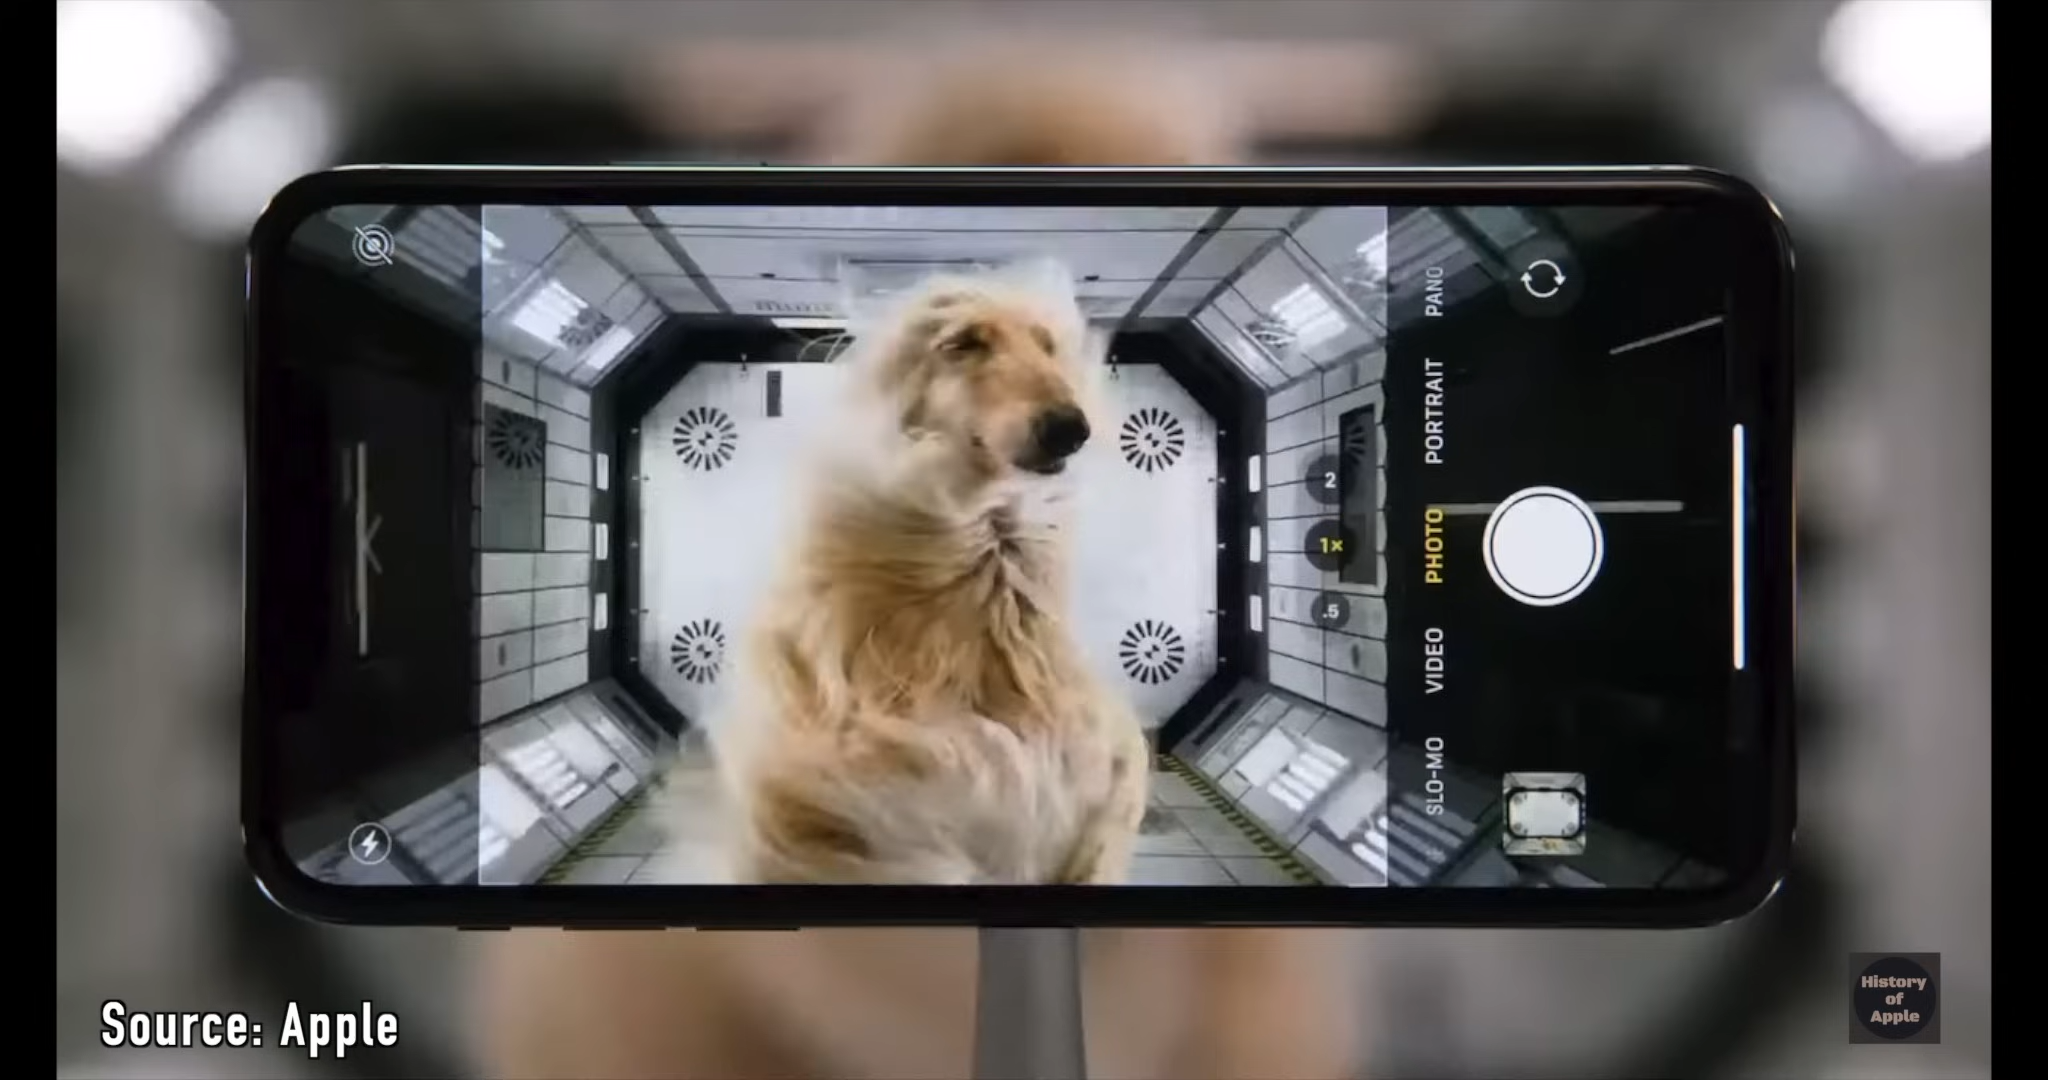 PANO
PORTRAIT
PHOTO
VIDEO
SLO-MO
2
1×
.5
Source: Apple
History
of
Apple